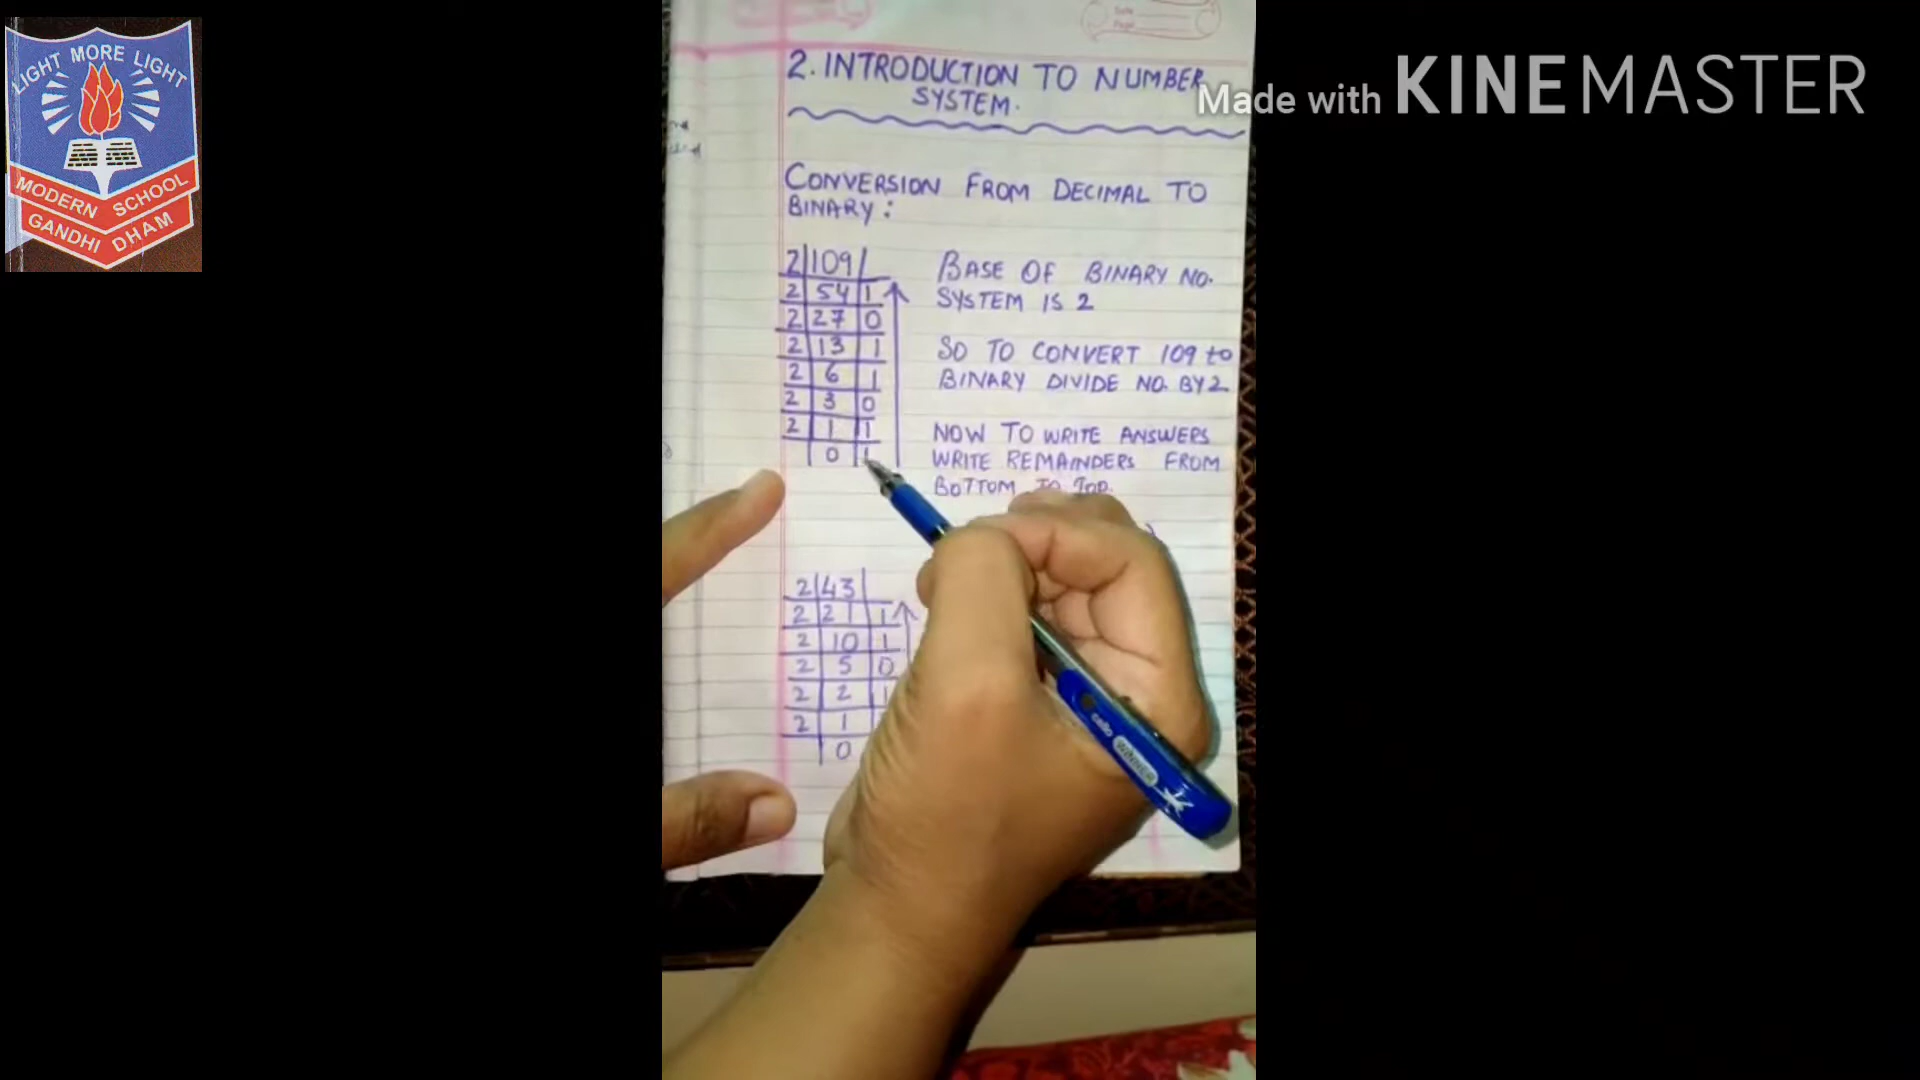 LIGHT MORE LIGHT
MODERN SCHOOL
GANDHI DHAM
Made with KINEMASTER
Date
Page
2. INTRODUCTION TO NUMBER
SYSTEM.
CONVERSION FROM DECIMAL TO
BINARY:
2 109
2 54 1
2 27 0
2 13 1
2 6 1
2 3 0
2 1 1
0 1
BASE OF BINARY NO.
SYSTEM IS 2
SO TO CONVERT 109 to
BINARY DIVIDE NO. BY 2
NOW TO WRITE ANSWERS
WRITE REMAINDERS FROM
BOTTOM TO TOP.
2 43
2 21 1
2 10 1
2 5 0
2 2 1
2 1
0
cello
WINNER